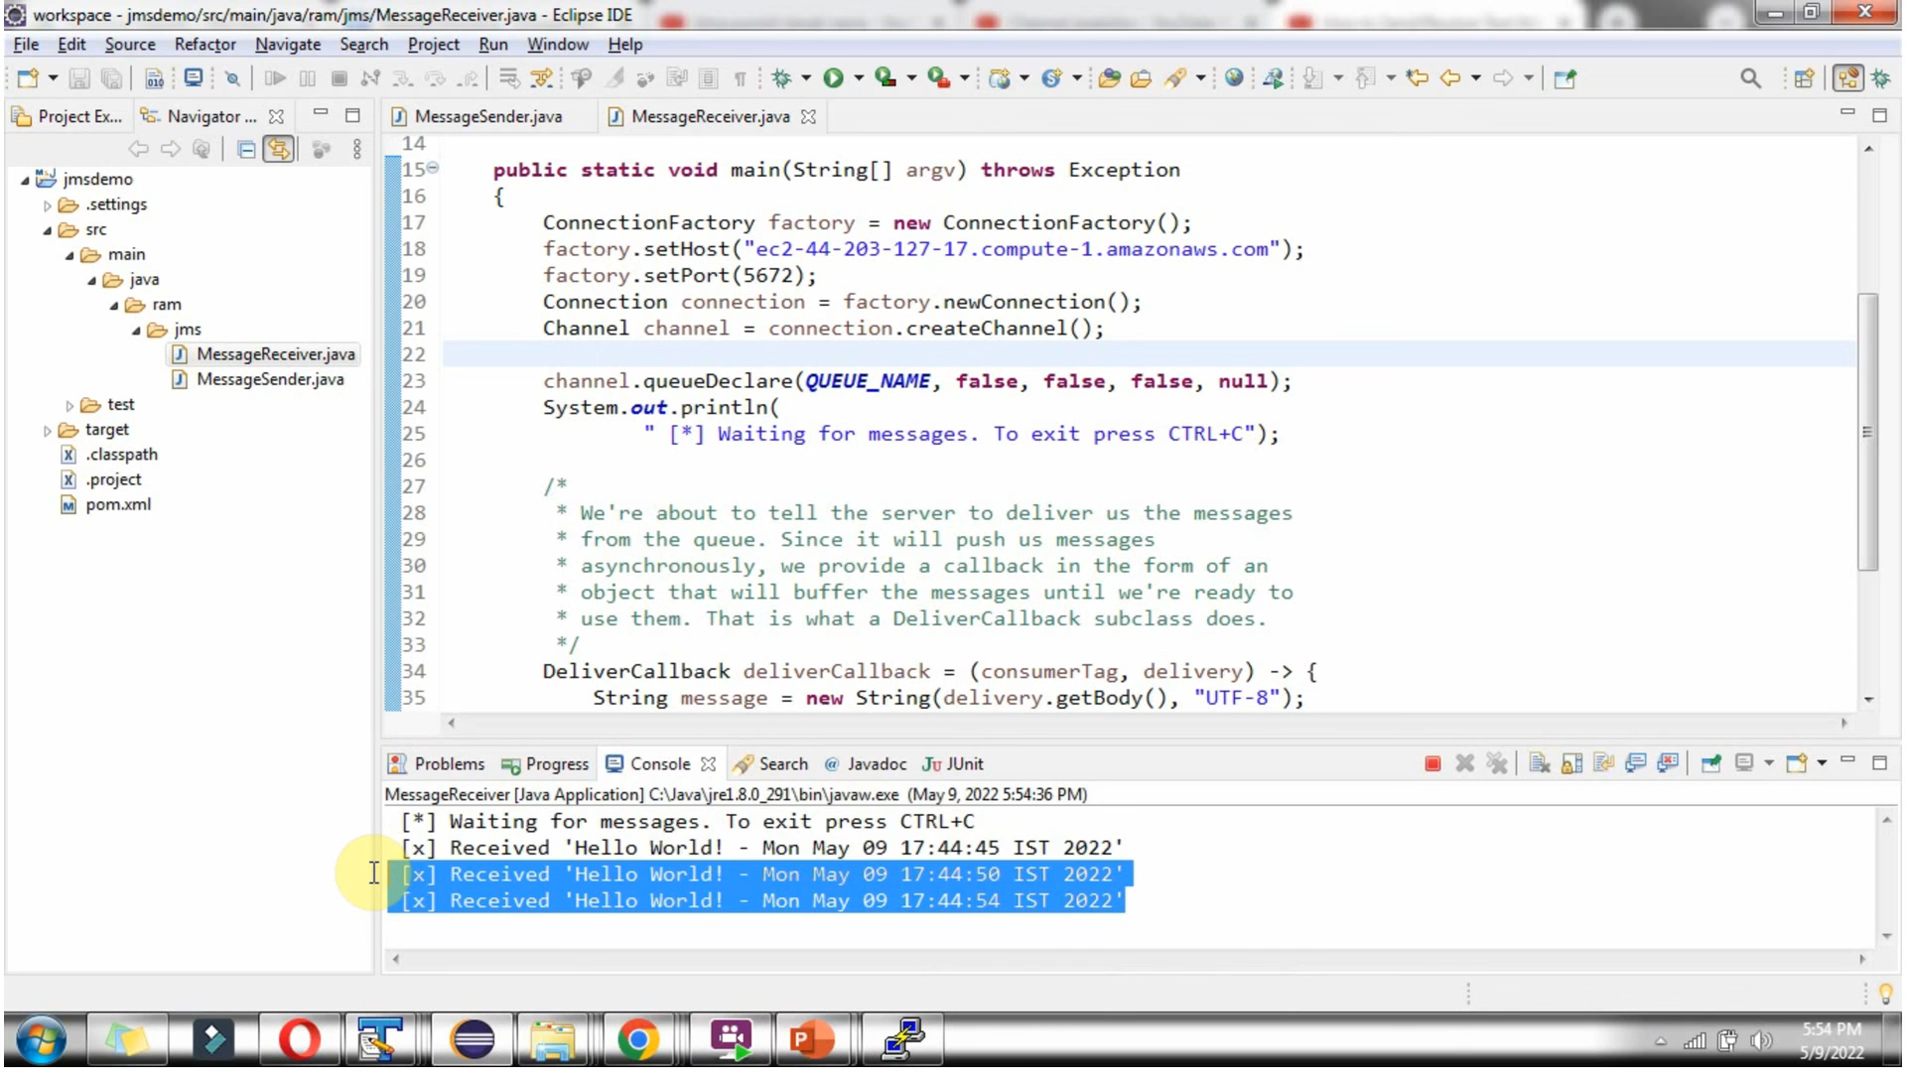 workspace - jmsdemo/src/main/java/ram/jms/MessageReceiver.java - Eclipse IDE
File Edit Source Refactor Navigate Search Project Run Window Help
Project Ex... Navigator ...
MessageSender.java MessageReceiver.java
jmsdemo
.settings
src
main
java
ram
jms
MessageReceiver.java
MessageSender.java
test
target
.classpath
.project
pom.xml
14
15 public static void main(String[] argv) throws Exception
16 {
17 ConnectionFactory factory = new ConnectionFactory();
18 factory.setHost("ec2-44-203-127-17.compute-1.amazonaws.com");
19 factory.setPort(5672);
20 Connection connection = factory.newConnection();
21 Channel channel = connection.createChannel();
22
23 channel.queueDeclare(QUEUE_NAME, false, false, false, null);
24 System.out.println(
25 " [*] Waiting for messages. To exit press CTRL+C");
26
27 /*
28 * We're about to tell the server to deliver us the messages
29 * from the queue. Since it will push us messages
30 * asynchronously, we provide a callback in the form of an
31 * object that will buffer the messages until we're ready to
32 * use them. That is what a DeliverCallback subclass does.
33 */
34 DeliverCallback deliverCallback = (consumerTag, delivery) -> {
35 String message = new String(delivery.getBody(), "UTF-8");
Problems Progress Console Search @ Javadoc JUnit
MessageReceiver [Java Application] C:\Java\jre1.8.0_291\bin\javaw.exe (May 9, 2022 5:54:36 PM)
[*] Waiting for messages. To exit press CTRL+C
[x] Received 'Hello World! - Mon May 09 17:44:45 IST 2022'
[x] Received 'Hello World! - Mon May 09 17:44:50 IST 2022'
[x] Received 'Hello World! - Mon May 09 17:44:54 IST 2022'
5:54 PM
5/9/2022